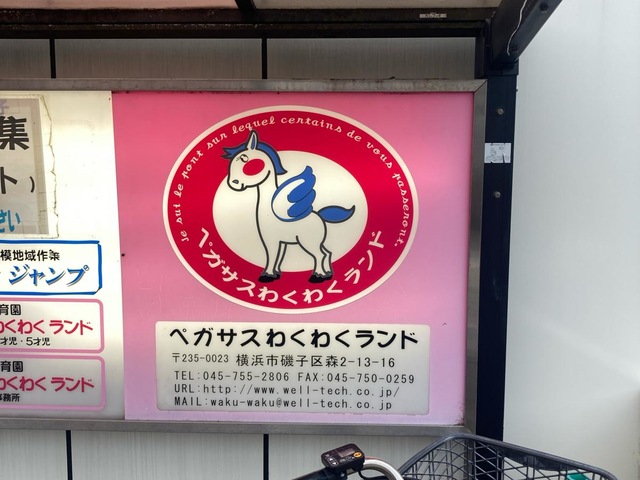 集
ト)
さい
模地域作業
ジャンプ
育園
くわく ランド
才児・5才児
育園
くわく ランド
務所
je sui le pont sur lequel certains de vous passeront.
ペガサスわくわくランド
ペガサスわくわくランド
〒235-0023 横浜市磯子区森2-13-16
TEL:045-755-2806 FAX:045-750-0259
URL:http://www.well-tech.co.jp/
MAIL:waku-waku@well-tech.co.jp